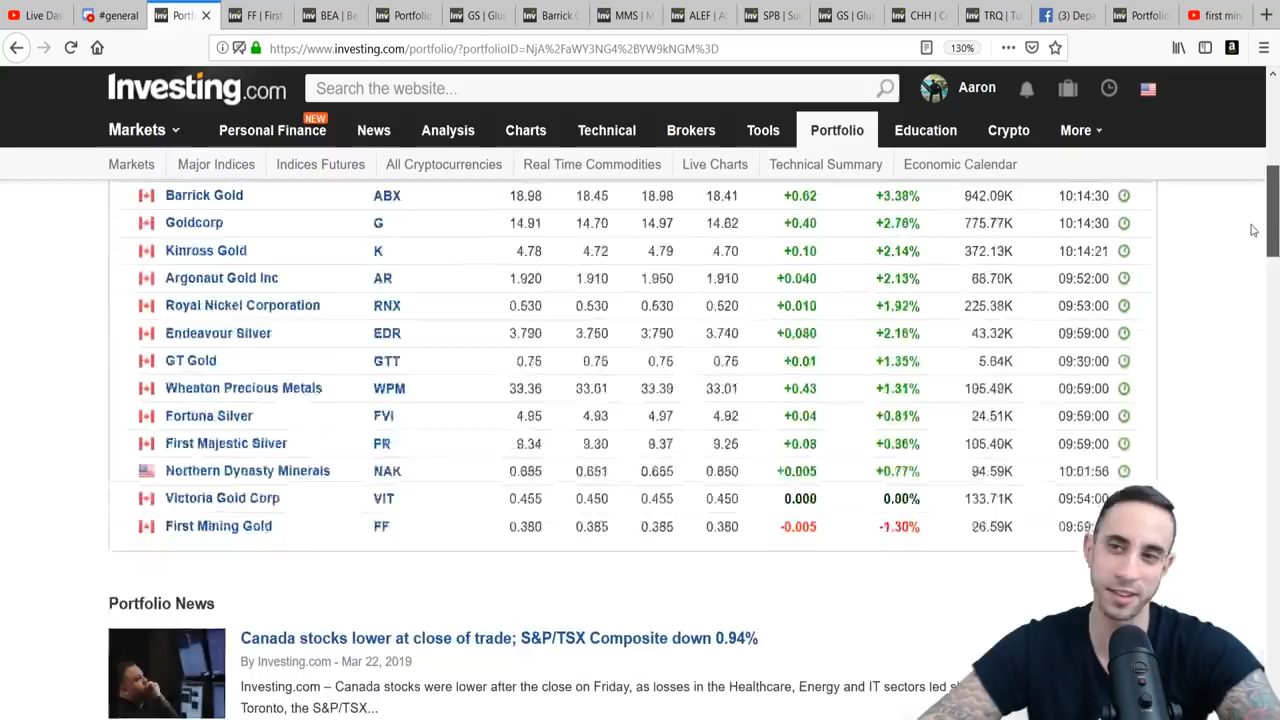 Live Das
#general
Portf
FF | First
BEA | Be
Portfolio
GS | Glus
Barrick G
MMS | M
ALEF / A
SPB | Su
GS | Glus
CHH | C
TRQ | Tu
(3) Depa
Portfolio
first min
https://www.investing.com/portfolio/?portfolioID=NjA%2FaWY3NG4%2BYW9kNGM%3D
130%
Investing.com
Search the website...
Aaron
NEW
Markets Personal Finance News Analysis Charts Technical Brokers Tools Portfolio Education Crypto More
Markets Major Indices Indices Futures All Cryptocurrencies Real Time Commodities Live Charts Technical Summary Economic Calendar
Barrick Gold ABX 18.98 18.45 18.98 18.41 +0.62 +3.38% 942.09K 10:14:30
Goldcorp G 14.91 14.70 14.97 14.62 +0.40 +2.76% 775.77K 10:14:30
Kinross Gold K 4.78 4.72 4.79 4.70 +0.10 +2.14% 372.13K 10:14:21
Argonaut Gold Inc AR 1.920 1.910 1.950 1.910 +0.040 +2.13% 68.70K 09:52:00
Royal Nickel Corporation RNX 0.530 0.530 0.530 0.520 +0.010 +1.92% 225.38K 09:53:00
Endeavour Silver EDR 3.790 3.750 3.790 3.740 +0.080 +2.16% 43.32K 09:59:00
GT Gold GTT 0.75 0.75 0.75 0.75 +0.01 +1.35% 5.64K 09:30:00
Wheaton Precious Metals WPM 33.36 33.01 33.39 33.01 +0.43 +1.31% 09:59:00
Fortuna Silver FVI 4.95 4.93 4.97 4.92 +0.04 +0.81% 24.51K 09:59:00
First Majestic Silver FR 8.34 8.30 8.37 8.25 +0.08 09:59:00
Northern Dynasty Minerals NAK 0.655 0.651 0.655 0.650 +0.005 +0.77% 94.59K 10:01:56
Victoria Gold Corp VIT 0.455 0.450 0.455 0.450 0.000 0.00% 133.71K 09:54:00
First Mining Gold FF 0.380 0.385 0.385 0.380 -0.005 -1.30% 26.59K 09:59
Portfolio News
Canada stocks lower at close of trade; S&P/TSX Composite down 0.94%
By Investing.com - Mar 22, 2019
Investing.com – Canada stocks were lower after the close on Friday, as losses in the Healthcare, Energy and IT sectors led
Toronto, the S&P/TSX...